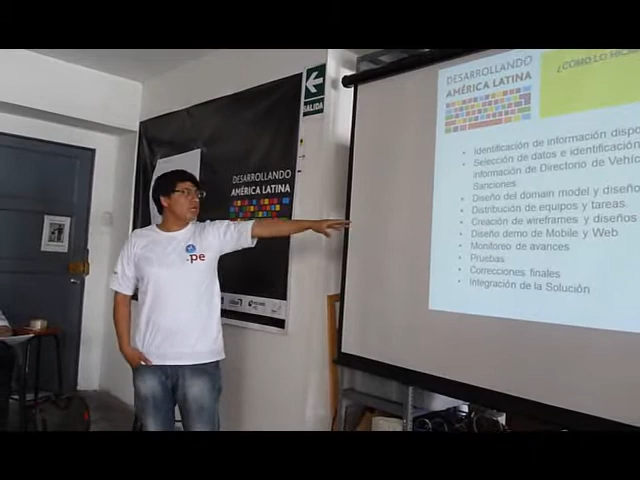 SALIDA
DESARROLLANDO
AMÉRICA LATINA
.pe
DESARROLLANDO
AMÉRICA LATINA
¿CÓMO LO
Identificación de información
Selección de datos e identificación
información de Directorio de
Sanciones
Diseño del domain model y diseño
Distribución de equipos y tareas.
Creación de wireframes y diseños
Diseño demo de Mobile y Web
Monitoreo de avances
Pruebas
Correcciones finales
Integración de la Solución